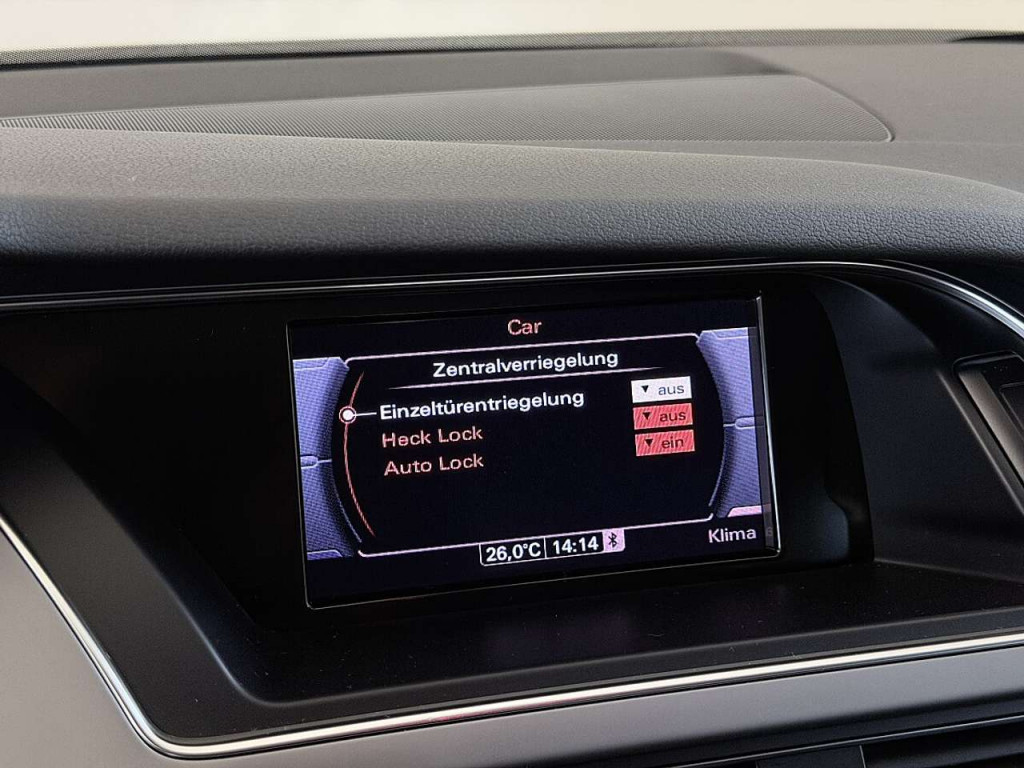 Car
Zentralverriegelung
Einzeltürentriegelung ▼ aus
Heck Lock ▼ aus
Auto Lock ▼ ein
26,0°C 14:14
Klima